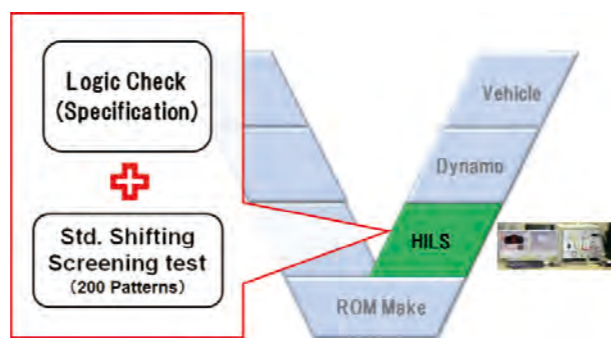 Logic Check
(Specification)
Std. Shifting
Screening test
(200 Patterns)
Vehicle
Dynamo
HILS
ROM Make